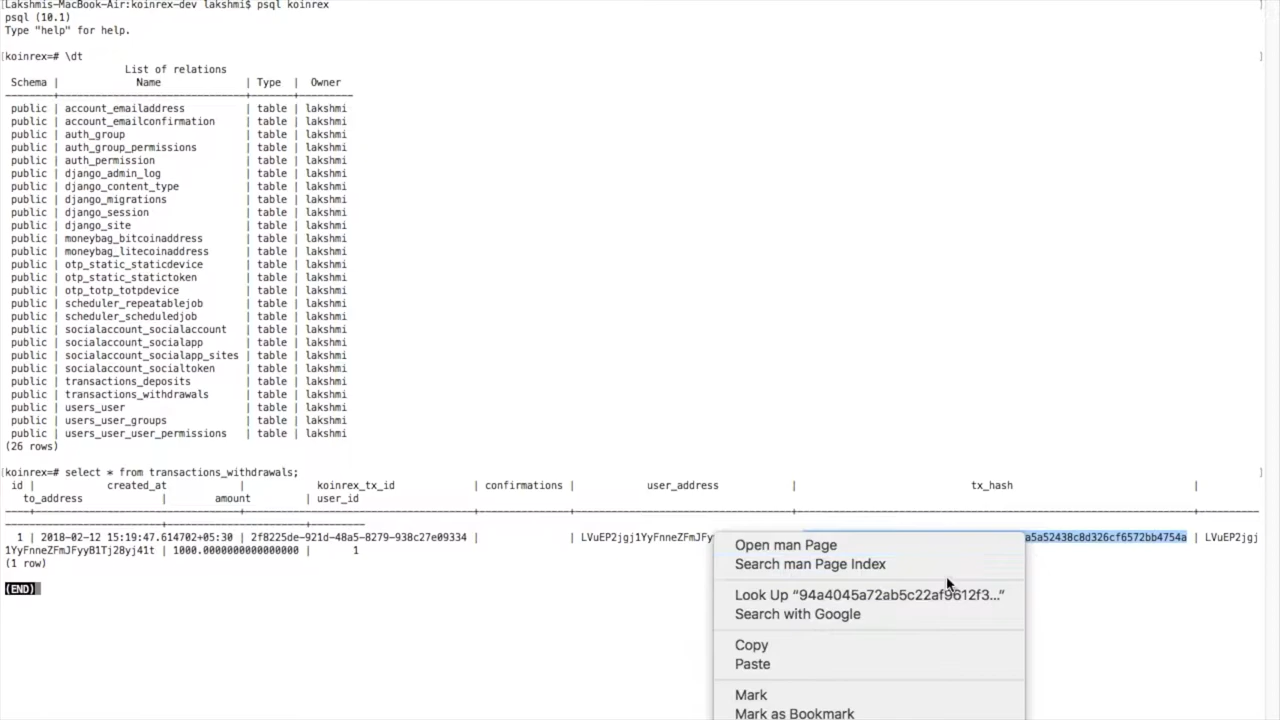 [Lakshmis-MacBook-Air:koinrex-dev lakshmi$ psql koinrex ]
psql (10.1)
Type "help" for help.
[koinrex=# \dt ]
List of relations
Schema | Name | Type | Owner
--------+--------------------------------+-------+---------
public | account_emailaddress | table | lakshmi
public | account_emailconfirmation | table | lakshmi
public | auth_group | table | lakshmi
public | auth_group_permissions | table | lakshmi
public | auth_permission | table | lakshmi
public | django_admin_log | table | lakshmi
public | django_content_type | table | lakshmi
public | django_migrations | table | lakshmi
public | django_session | table | lakshmi
public | django_site | table | lakshmi
public | moneybag_bitcoinaddress | table | lakshmi
public | moneybag_litecoinaddress | table | lakshmi
public | otp_static_staticdevice | table | lakshmi
public | otp_static_statictoken | table | lakshmi
public | otp_totp_totpdevice | table | lakshmi
public | scheduler_repeatablejob | table | lakshmi
public | scheduler_scheduledjob | table | lakshmi
public | socialaccount_socialaccount | table | lakshmi
public | socialaccount_socialapp | table | lakshmi
public | socialaccount_socialapp_sites | table | lakshmi
public | socialaccount_socialtoken | table | lakshmi
public | transactions_deposits | table | lakshmi
public | transactions_withdrawals | table | lakshmi
public | users_user | table | lakshmi
public | users_user_groups | table | lakshmi
public | users_user_user_permissions | table | lakshmi
(26 rows)
[koinrex=# select * from transactions_withdrawals; ]
id | created_at | koinrex_tx_id | confirmations | user_address | tx_hash |
to_address | amount | user_id
1 | 2018-02-12 15:19:47.614702+05:30 | 2f8225de-921d-48a5-8279-938c27e09334 | | LVuEP2jgj1YyFnneZFmJFy a5a52438c8d326cf6572bb4754a | LVuEP2jgj
1YyFnneZFmJFyyB1Tj28yj41t | 1000.0000000000000000 | 1
(1 row)
(END)
Open man Page
Search man Page Index
Look Up “94a4045a72ab5c22af9612f3...”
Search with Google
Copy
Paste
Mark
Mark as Bookmark